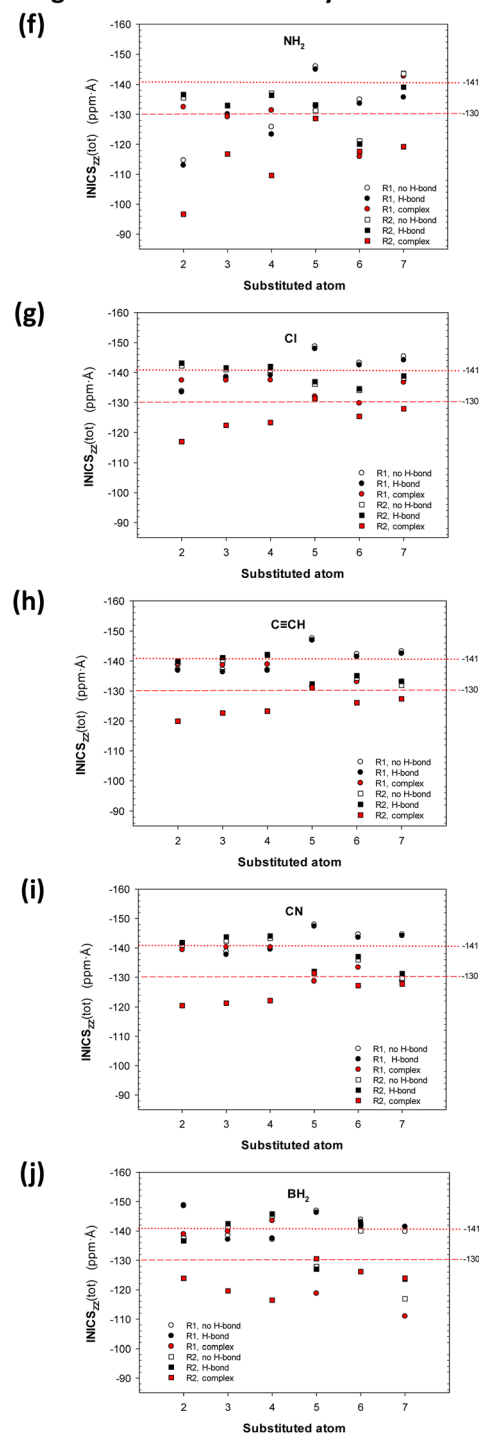 (f)
NH₂
-160
-150
-140
-130
-120
-110
-100
-90
-141
-130
INICS_ZZ(tot) (ppm·Å)
R1, no H-bond
R1, H-bond
R1, complex
R2, no H-bond
R2, H-bond
R2, complex
2 3 4 5 6 7
Substituted atom
(g)
Cl
-160
-150
-140
-130
-120
-110
-100
-90
-141
-130
INICS_ZZ(tot) (ppm·Å)
R1, no H-bond
R1, H-bond
R1, complex
R2, no H-bond
R2, H-bond
R2, complex
2 3 4 5 6 7
Substituted atom
(h)
C≡CH
-160
-150
-140
-130
-120
-110
-100
-90
-141
-130
INICS_ZZ(tot) (ppm·Å)
R1, no H-bond
R1, H-bond
R1, complex
R2, no H-bond
R2, H-bond
R2, complex
2 3 4 5 6 7
Substituted atom
(i)
CN
-160
-150
-140
-130
-120
-110
-100
-90
-141
-130
INICS_ZZ(tot) (ppm·Å)
R1, no H-bond
R1, H-bond
R1, complex
R2, no H-bond
R2, H-bond
R2, complex
2 3 4 5 6 7
Substituted atom
(j)
BH₂
-160
-150
-140
-130
-120
-110
-100
-90
-141
-130
INICS_ZZ(tot) (ppm·Å)
R1, no H-bond
R1, H-bond
R1, complex
R2, no H-bond
R2, H-bond
R2, complex
2 3 4 5 6 7
Substituted atom